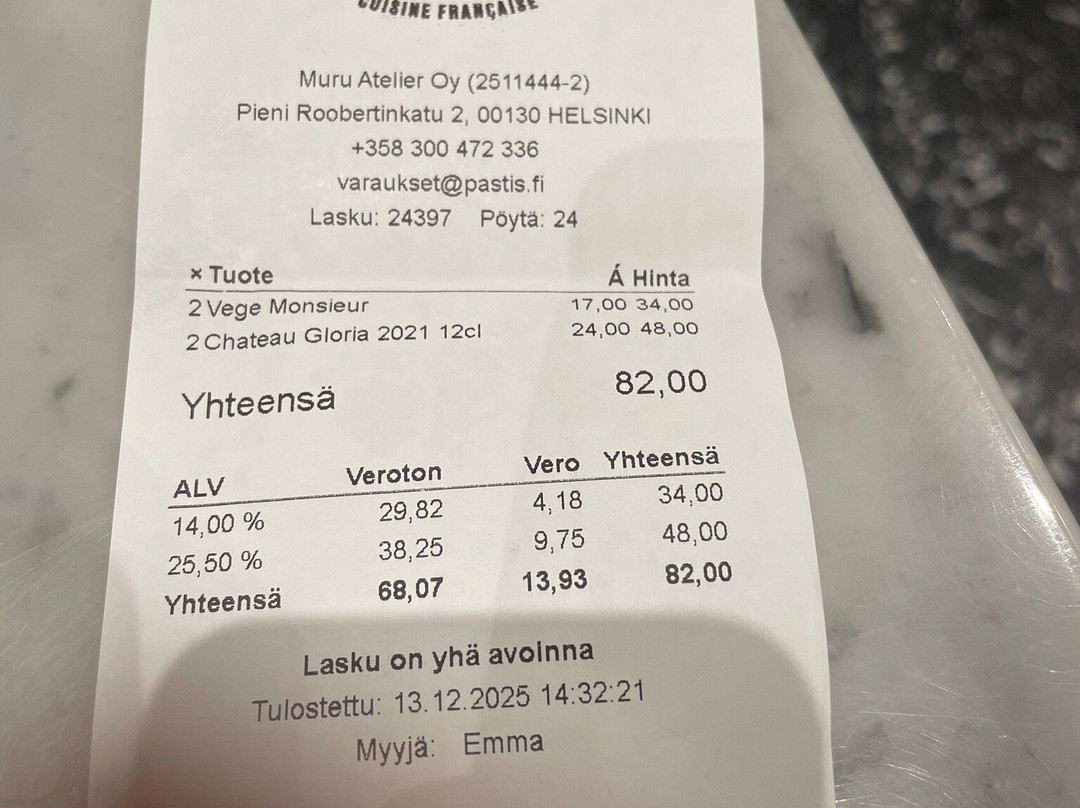 CUISINE FRANÇAISE
Muru Atelier Oy (2511444-2)
Pieni Roobertinkatu 2, 00130 HELSINKI
+358 300 472 336
varaukset@pastis.fi
Lasku: 24397 Pöytä: 24
× Tuote Á Hinta
2 Vege Monsieur 17,00 34,00
2 Chateau Gloria 2021 12cl 24,00 48,00
Yhteensä 82,00
ALV Veroton Vero Yhteensä
14,00 % 29,82 4,18 34,00
25,50 % 38,25 9,75 48,00
Yhteensä 68,07 13,93 82,00
Lasku on yhä avoinna
Tulostettu: 13.12.2025 14:32:21
Myyjä: Emma